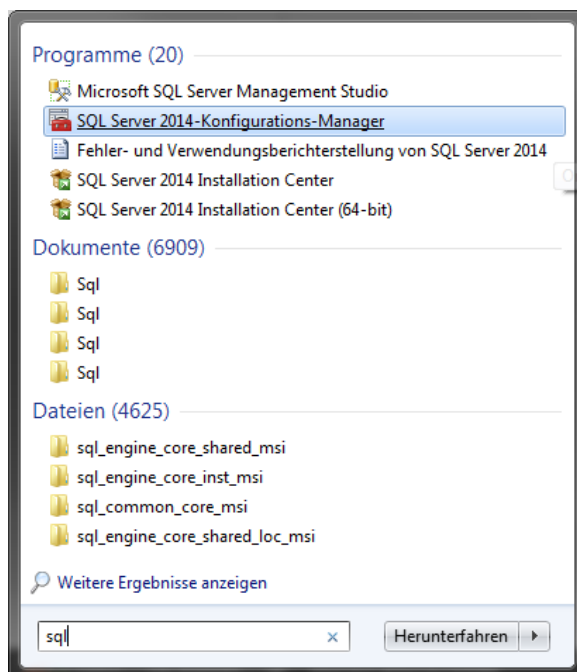 Programme (20)
Microsoft SQL Server Management Studio
SQL Server 2014-Konfigurations-Manager
Fehler- und Verwendungsberichterstellung von SQL Server 2014
SQL Server 2014 Installation Center
SQL Server 2014 Installation Center (64-bit)
Dokumente (6909)
Sql
Sql
Sql
Sql
Dateien (4625)
sql_engine_core_shared_msi
sql_engine_core_inst_msi
sql_common_core_msi
sql_engine_core_shared_loc_msi
Weitere Ergebnisse anzeigen
sql
Herunterfahren